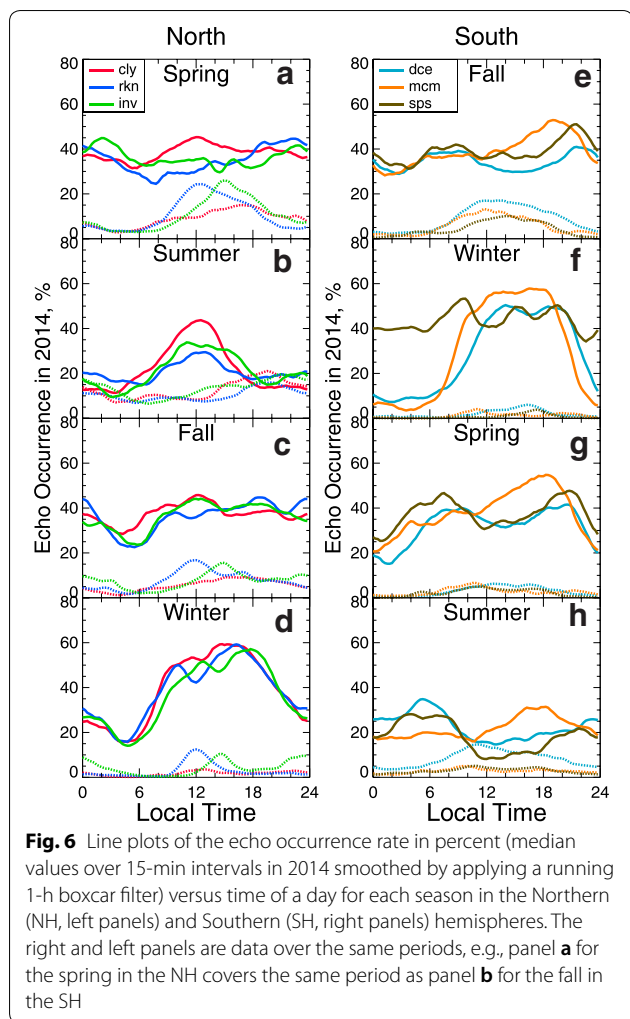 North
South
cly
rkn
inv
Spring
a
80
60
40
20
0
dce
mcm
sps
Fall
e
80
60
40
20
0
Summer
b
80
60
40
20
0
Winter
f
80
60
40
20
0
Echo Occurrence in 2014, %
Echo Occurrence in 2014, %
Fall
c
80
60
40
20
0
Spring
g
80
60
40
20
0
Winter
d
80
60
40
20
0
Summer
h
80
60
40
20
0
0 6 12 18 24
0 6 12 18 24
Local Time
Local Time
Fig. 6 Line plots of the echo occurrence rate in percent (median
values over 15-min intervals in 2014 smoothed by applying a running
1-h boxcar filter) versus time of a day for each season in the Northern
(NH, left panels) and Southern (SH, right panels) hemispheres. The
right and left panels are data over the same periods, e.g., panel a for
the spring in the NH covers the same period as panel b for the fall in
the SH